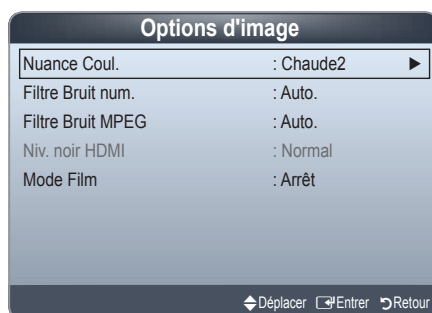 Options d'image
Nuance Coul. : Chaude2 ▶
Filtre Bruit num. : Auto.
Filtre Bruit MPEG : Auto.
Niv. noir HDMI : Normal
Mode Film : Arrêt
Déplacer Entrer Retour